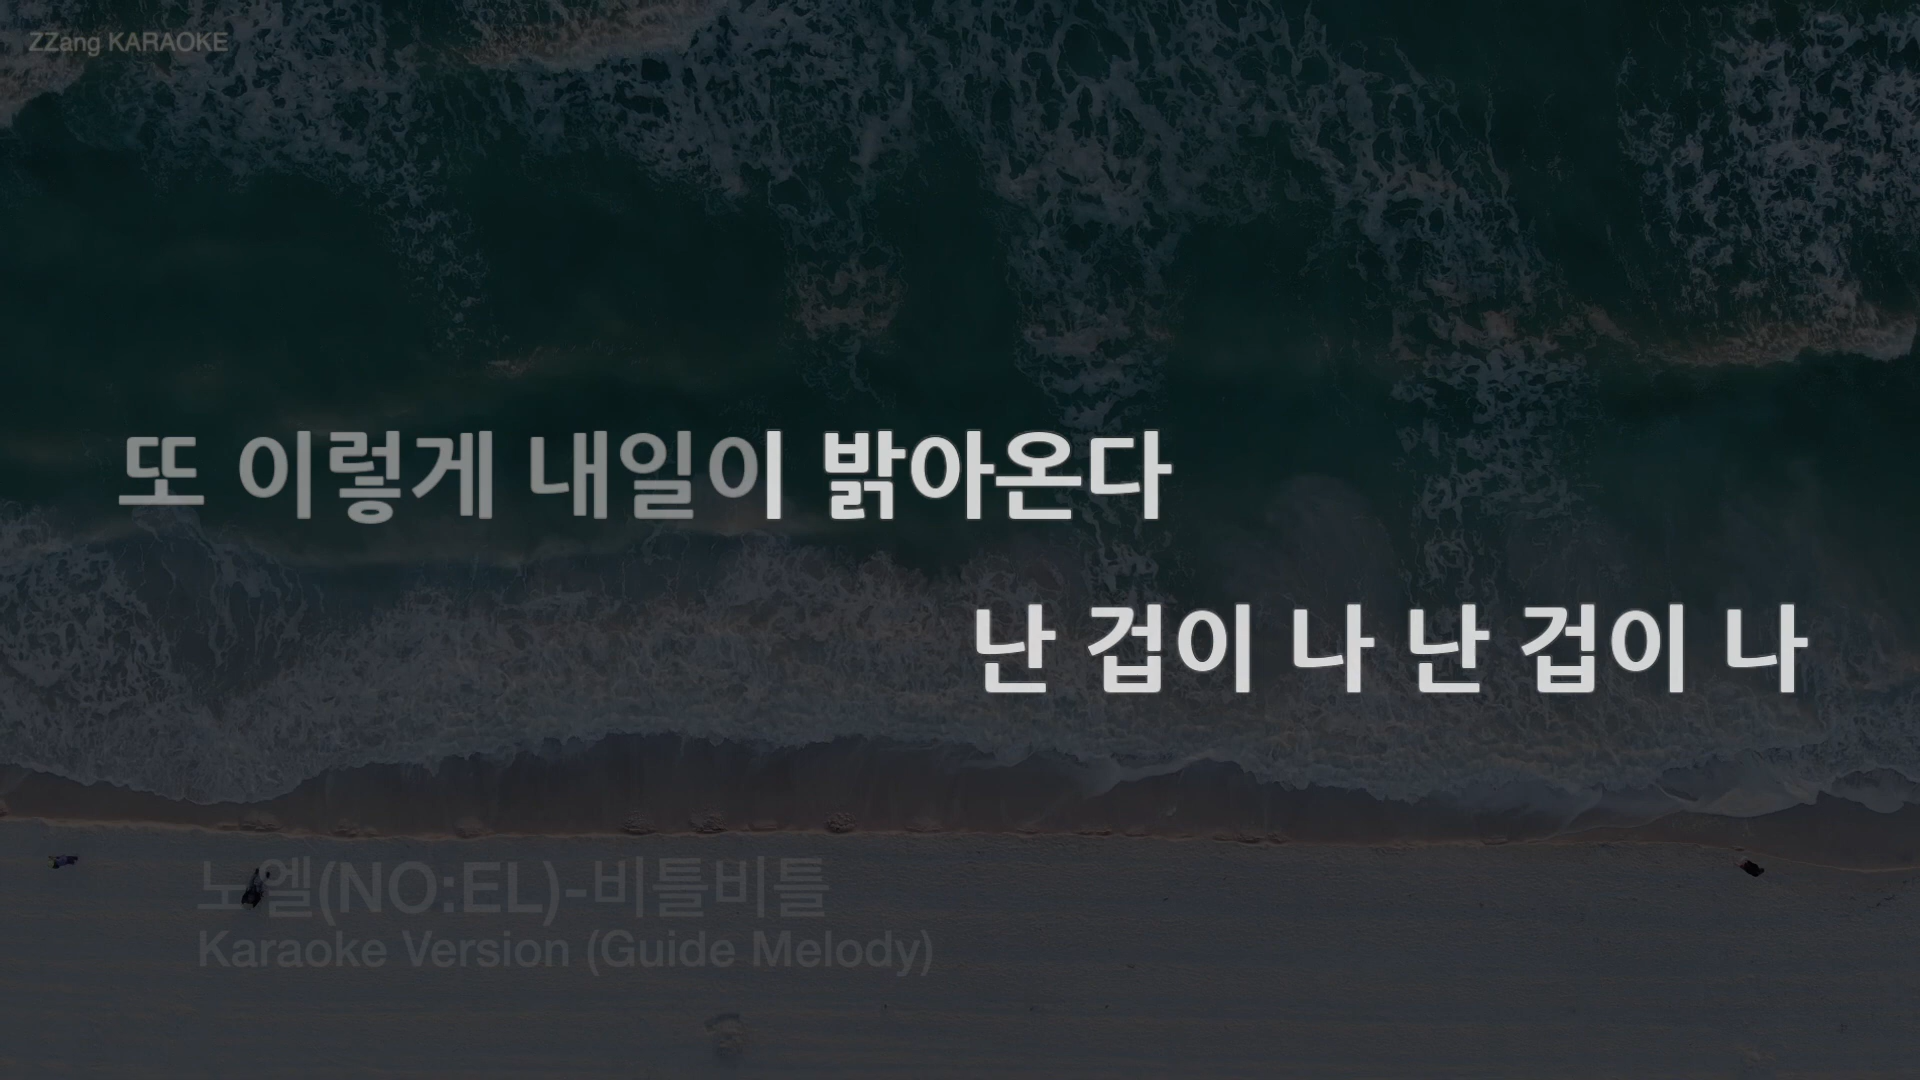 ZZang KARAOKE
또 이렇게 내일이 밝아온다
난 겁이 나 난 겁이 나
노엘(NO:EL)-비틀비틀
Karaoke Version (Guide Melody)